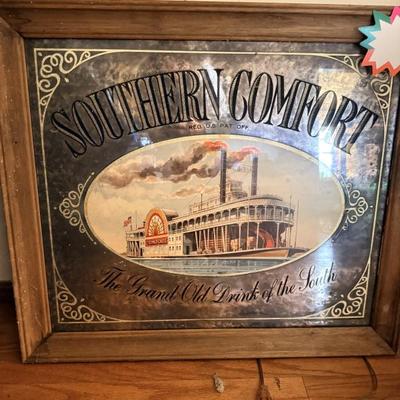 SOUTHERN COMFORT
REG. U.S. PAT. OFF.
The Grand Old Drink of the South